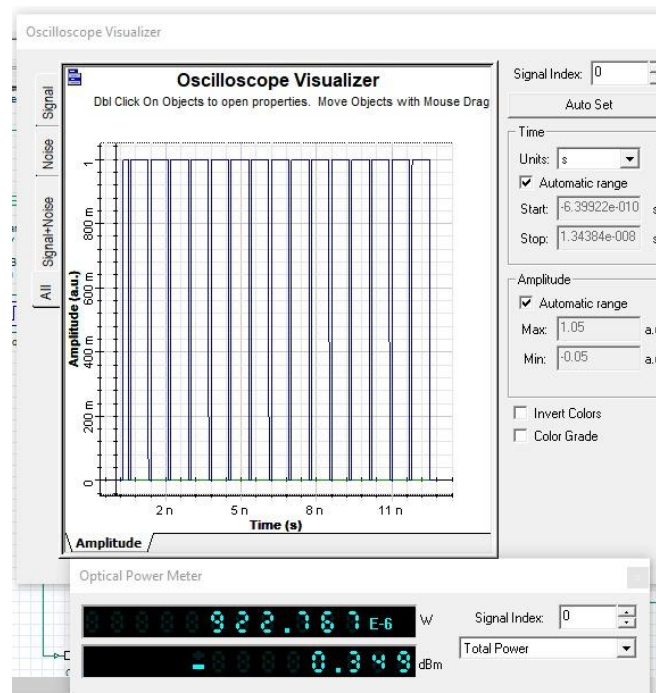 Oscilloscope Visualizer
Signal Index: 0
Auto Set
Oscilloscope Visualizer
Dbl Click On Objects to open properties. Move Objects with Mouse Drag
Signal
Noise
Signal+Noise
All
Amplitude (a.u.)
1
800 m
600 m
400 m
200 m
0
2 n 5 n 8 n 11 n
Time (s)
Amplitude
Time
Units: s
Automatic range
Start: -6.39922e-010 s
Stop: 1.34384e-008 s
Amplitude
Automatic range
Max: 1.05
Min: -0.05
Invert Colors
Color Grade
Optical Power Meter
922.767 E-6 W
Signal Index: 0
Total Power
- 0.349 dBm